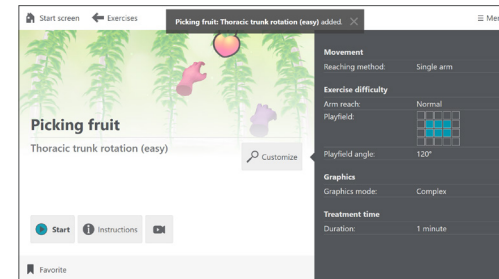 Start screen
Exercises
Picking fruit: Thoracic trunk rotation (easy) added.
Movement
Reaching method: Single arm
Exercise difficulty
Arm reach: Normal
Playfield:
Playfield angle: 120°
Graphics
Graphics mode: Complex
Treatment time
Duration: 1 minute
Picking fruit
Thoracic trunk rotation (easy)
Customize
Start
Instructions
Favorite